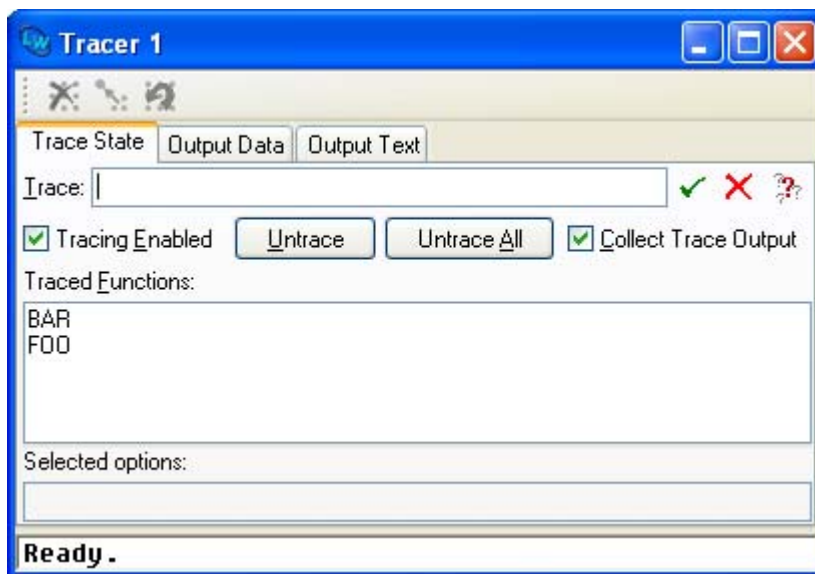 Tracer 1
Trace State Output Data Output Text
Trace:
Tracing Enabled Untrace Untrace All Collect Trace Output
Traced Functions:
BAR
FOO
Selected options:
Ready.